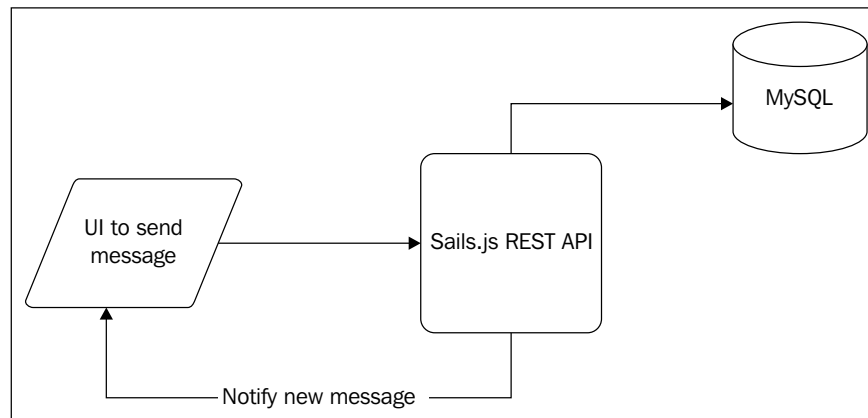 MySQL
UI to send
message
Sails.js REST API
Notify new message